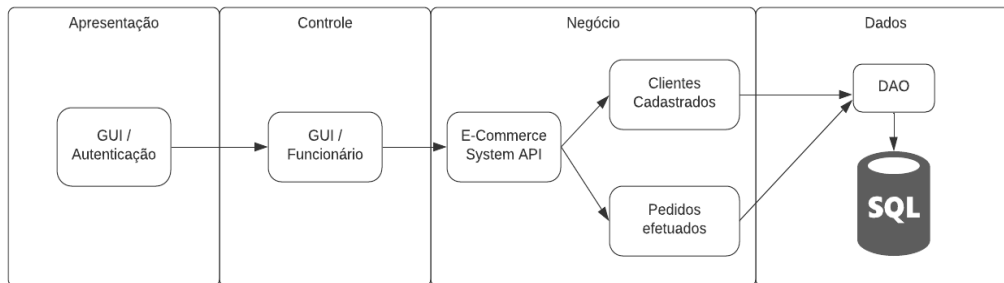 Apresentação
Controle
Negócio
Dados
GUI /
Autenticação
GUI /
Funcionário
E-Commerce
System API
Clientes
Cadastrados
Pedidos
efetuados
DAO
SQL